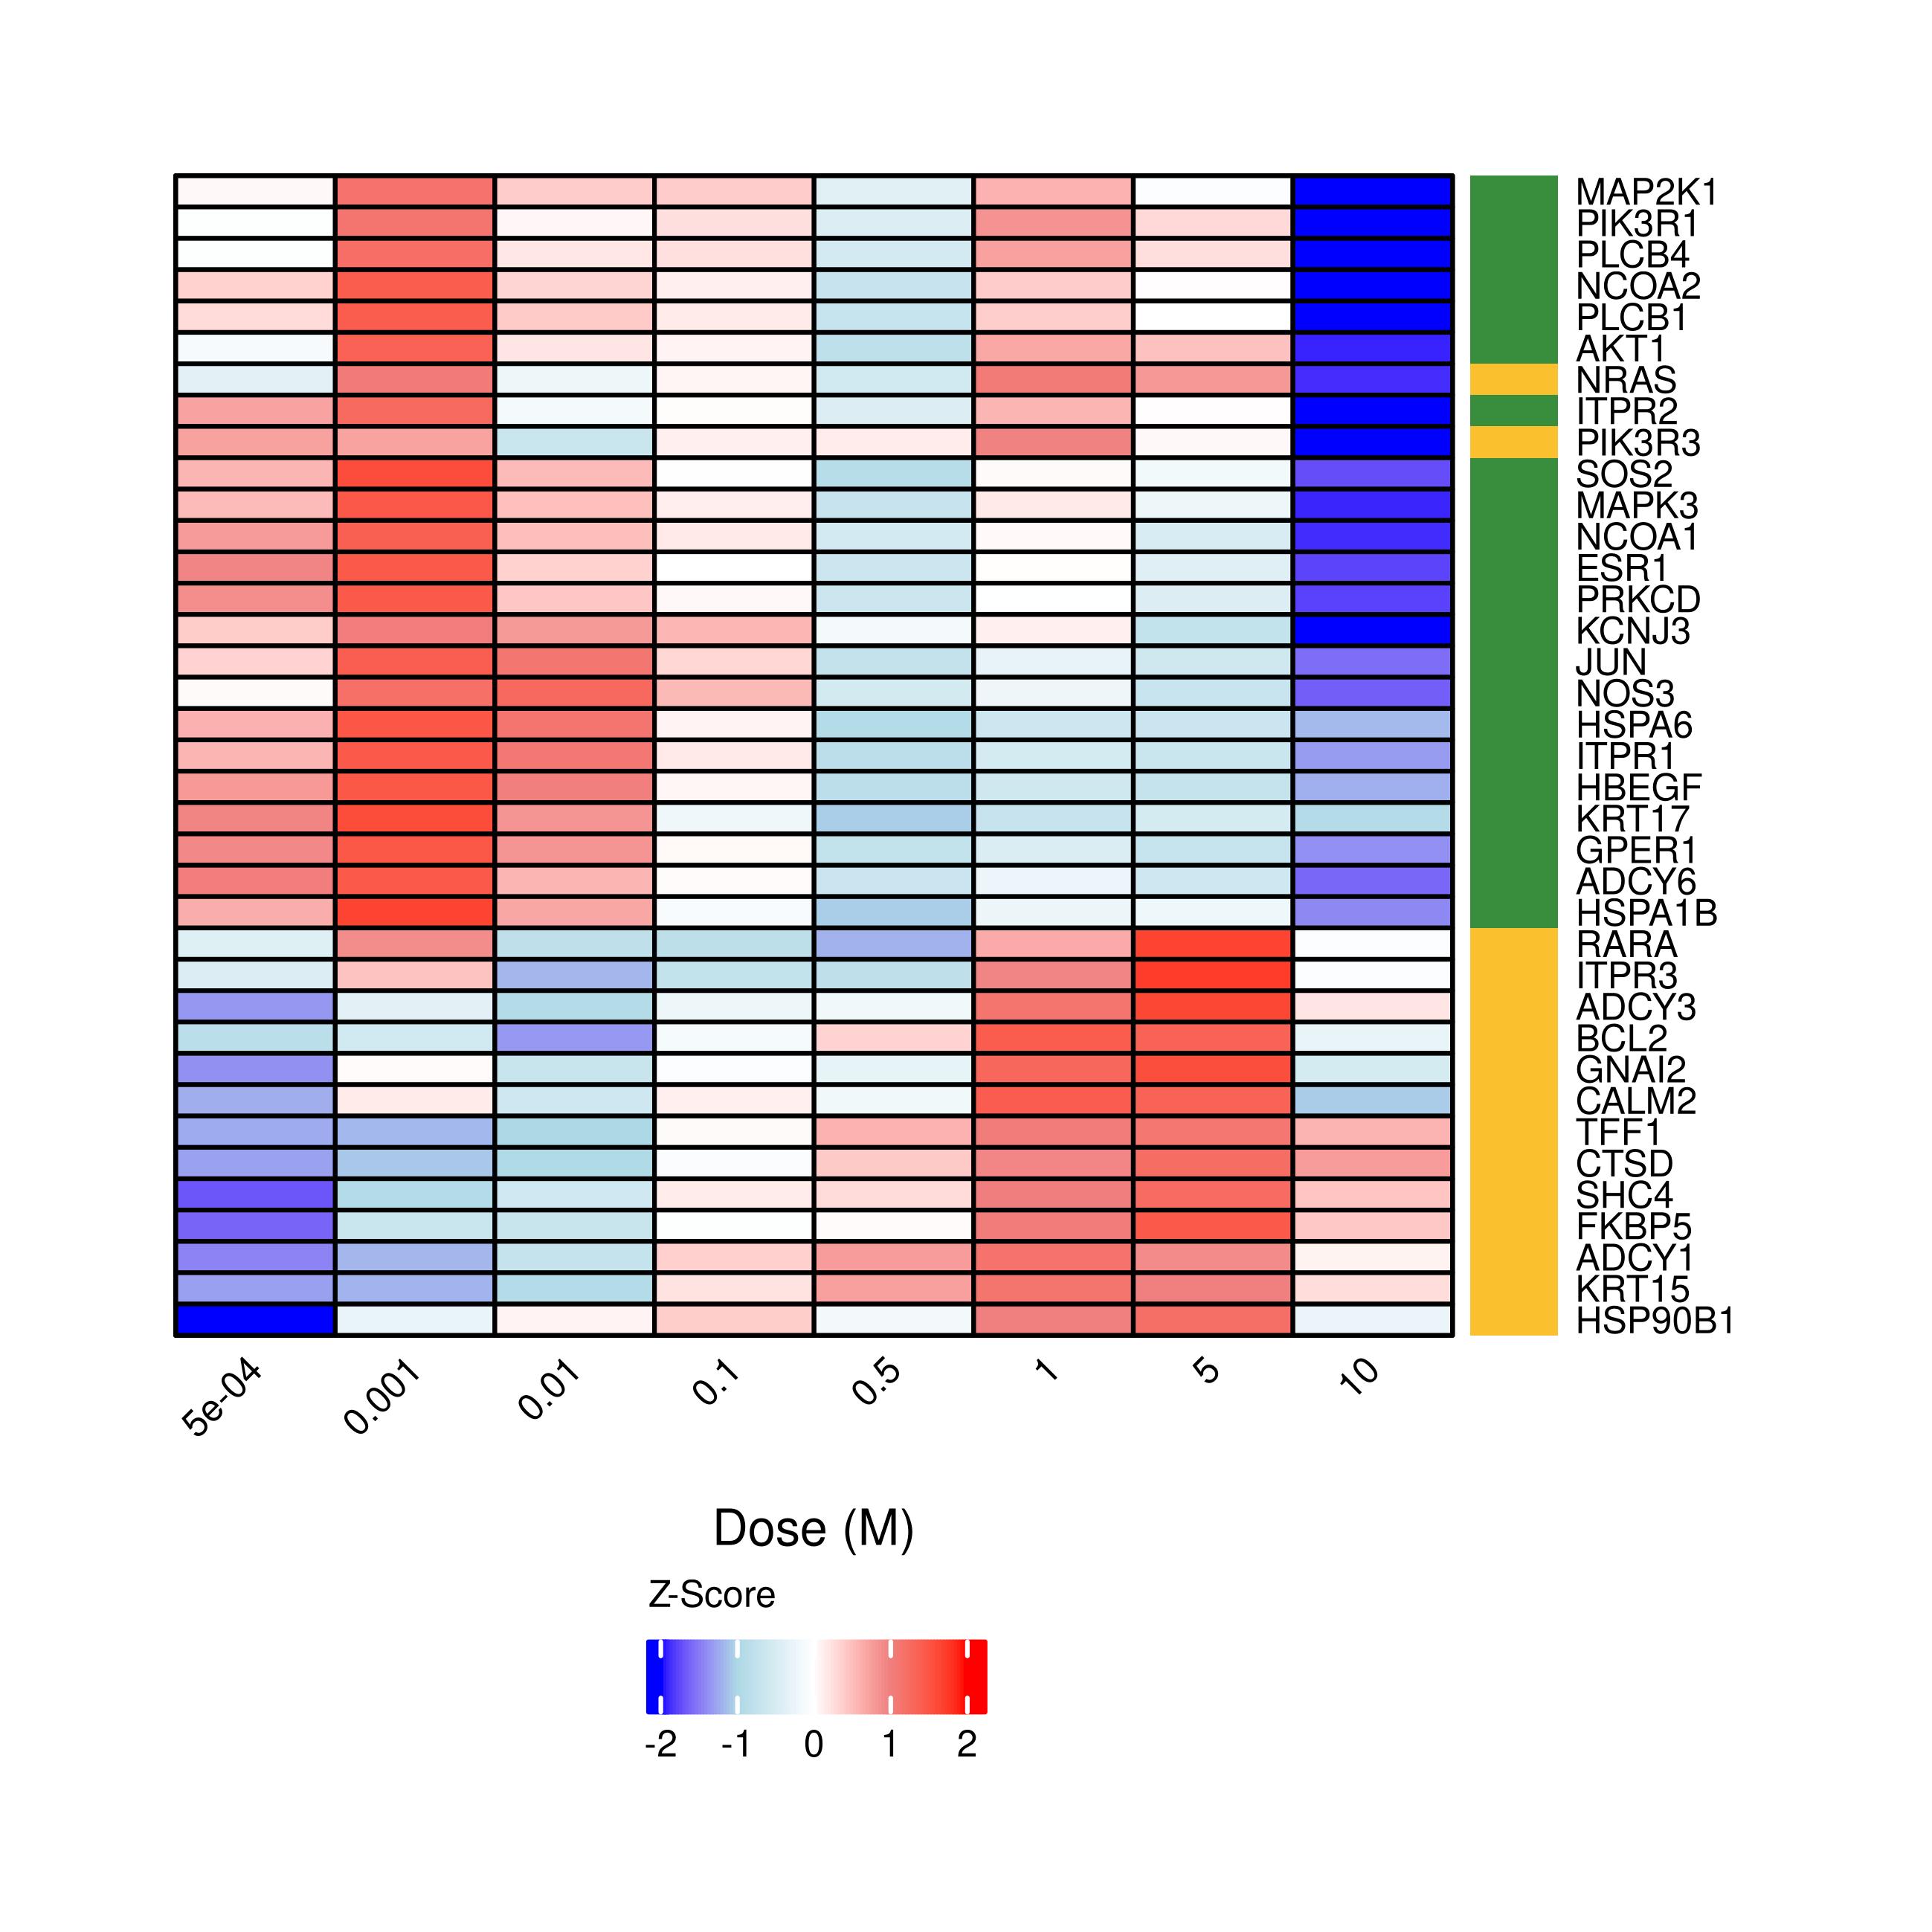 MAP2K1
PIK3R1
PLCB4
NCOA2
PLCB1
AKT1
NRAS
ITPR2
PIK3R3
SOS2
MAPK3
NCOA1
ESR1
PRKCD
KCNJ3
JUN
NOS3
HSPA6
ITPR1
HBEGF
KRT17
GPER1
ADCY6
HSPA1B
RARA
ITPR3
ADCY3
BCL2
GNAI2
CALM2
TFF1
CTSD
SHC4
FKBP5
ADCY1
KRT15
HSP90B1
5e-04 0.001 0.01 0.1 0.5 1 5 10
Dose (M)
Z-Score
-2 -1 0 1 2